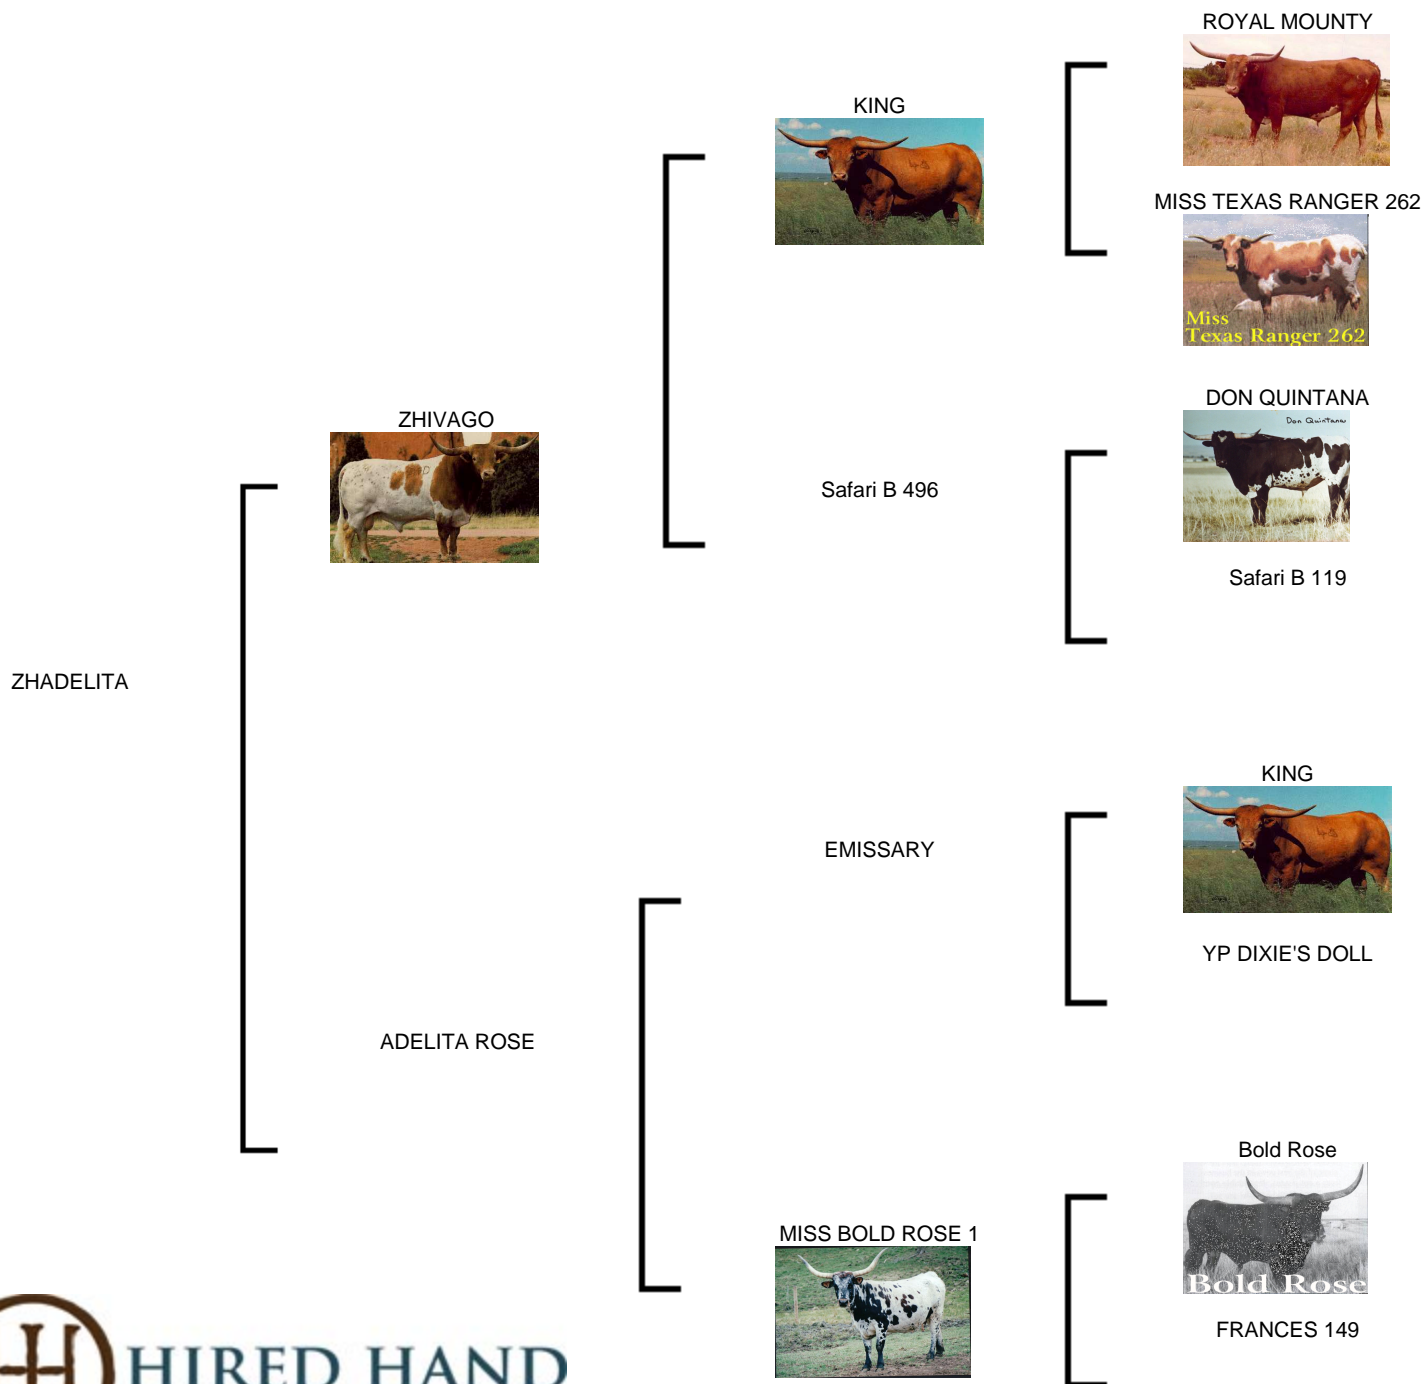 ROYAL MOUNTY
KING
MISS TEXAS RANGER 262
Miss
Texas Ranger 262
DON QUINTANA
Don Quintana
ZHIVAGO
Safari B 496
Safari B 119
ZHADELITA
KING
EMISSARY
YP DIXIE'S DOLL
ADELITA ROSE
Bold Rose
Bold Rose
MISS BOLD ROSE 1
FRANCES 149
HIRED HAND